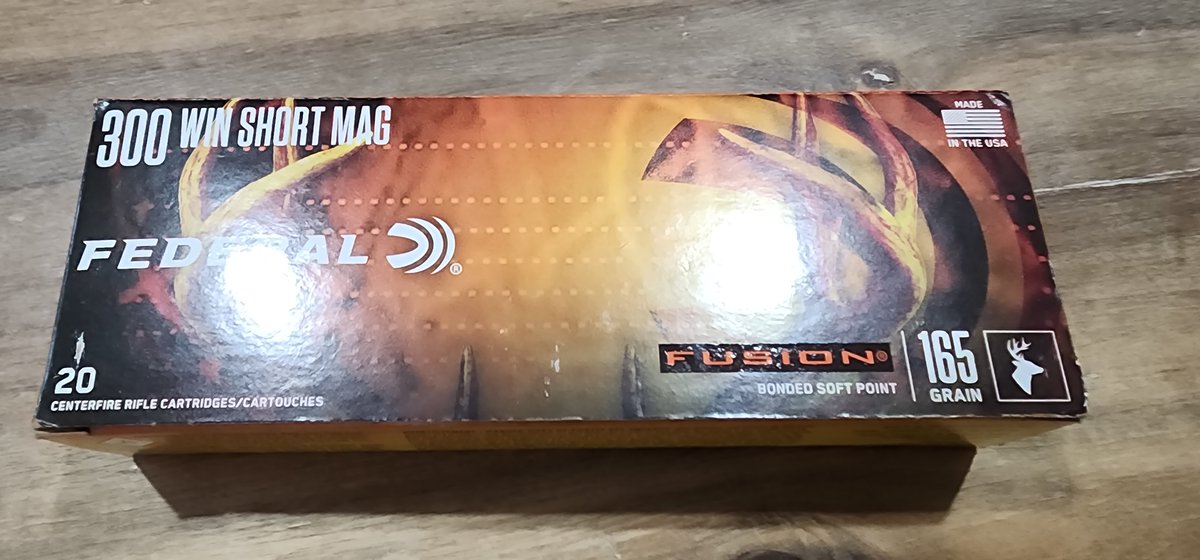 300 WIN SHORT MAG
MADE
IN THE USA
FEDERAL ®
20
CENTERFIRE RIFLE CARTRIDGES/CARTOUCHES
FUSION®
BONDED SOFT POINT
165
GRAIN